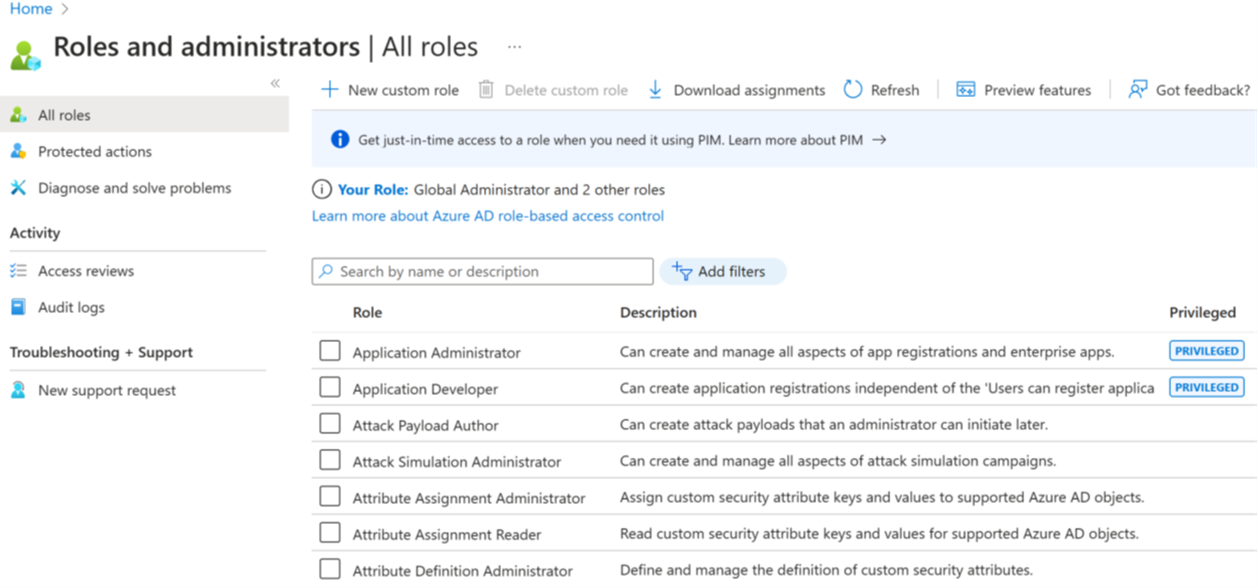 Home >
Roles and administrators | All roles ...
«
All roles
Protected actions
Diagnose and solve problems
Activity
Access reviews
Audit logs
Troubleshooting + Support
New support request
New custom role Delete custom role Download assignments Refresh Preview features Got feedback?
Get just-in-time access to a role when you need it using PIM. Learn more about PIM →
Your Role: Global Administrator and 2 other roles
Learn more about Azure AD role-based access control
Search by name or description Add filters
Role Description Privileged
Application Administrator Can create and manage all aspects of app registrations and enterprise apps. PRIVILEGED
Application Developer Can create application registrations independent of the 'Users can register applica PRIVILEGED
Attack Payload Author Can create attack payloads that an administrator can initiate later.
Attack Simulation Administrator Can create and manage all aspects of attack simulation campaigns.
Attribute Assignment Administrator Assign custom security attribute keys and values to supported Azure AD objects.
Attribute Assignment Reader Read custom security attribute keys and values for supported Azure AD objects.
Attribute Definition Administrator Define and manage the definition of custom security attributes.